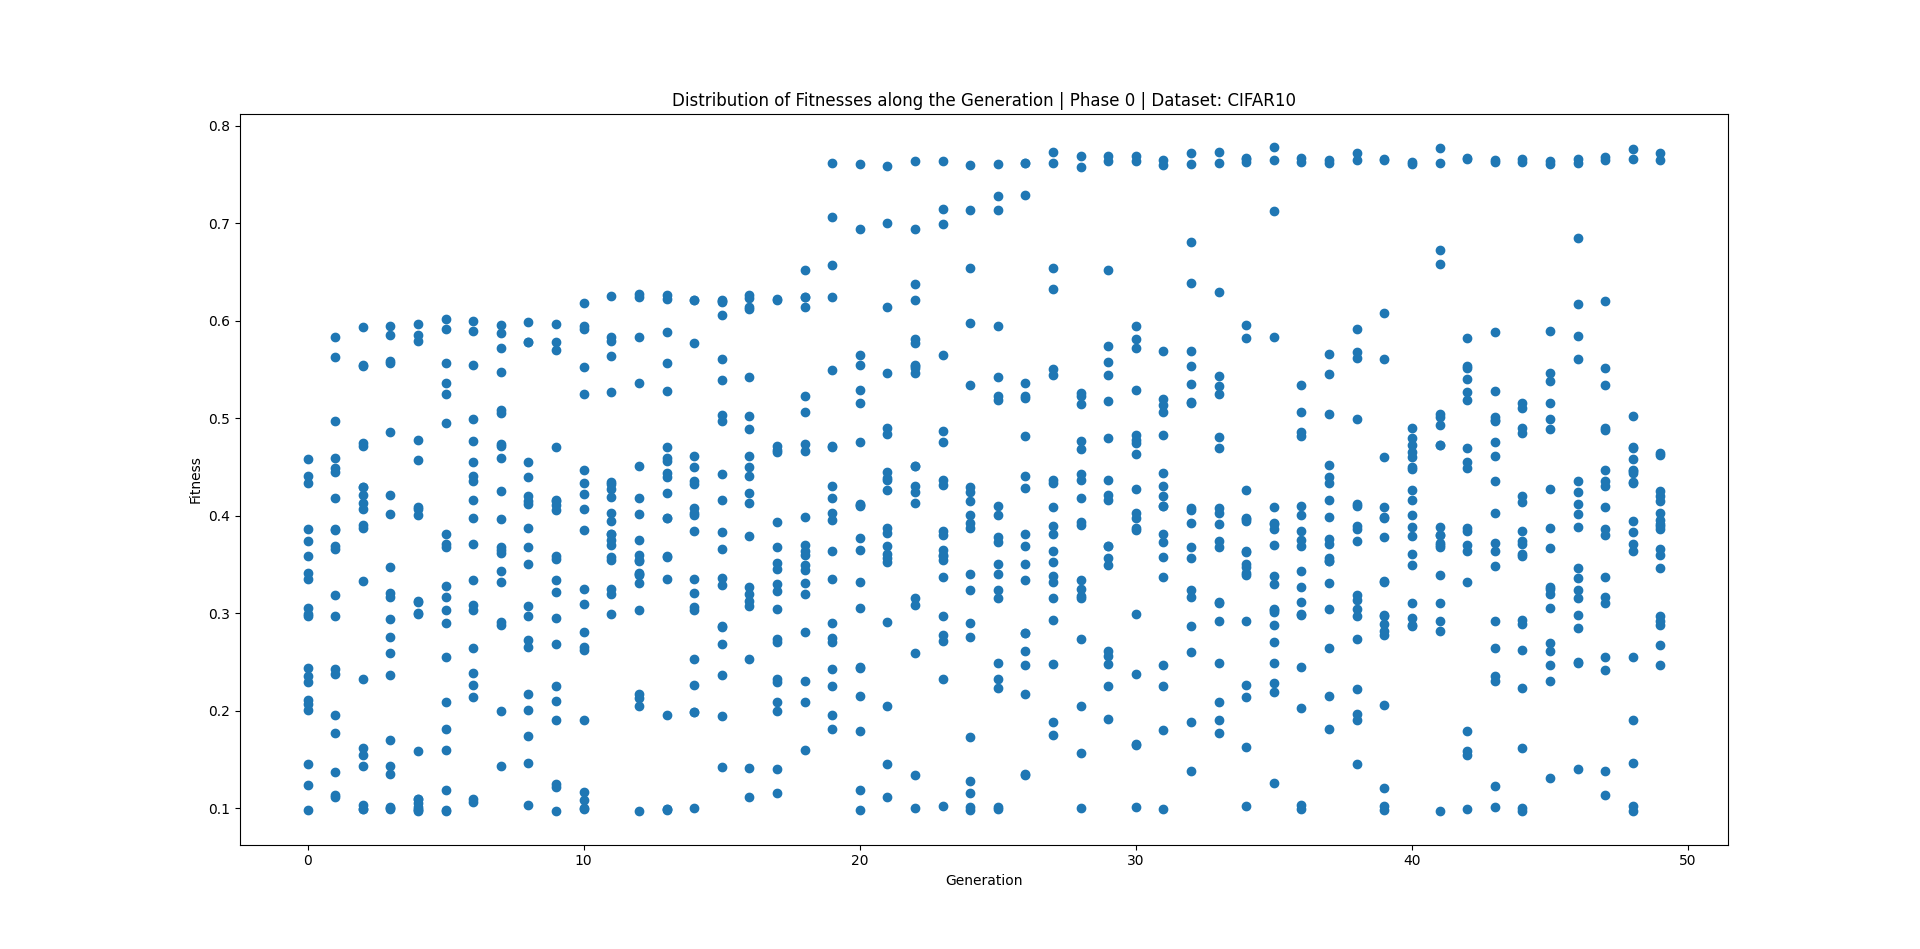 Distribution of Fitnesses along the Generation | Phase 0 | Dataset: CIFAR10
0.8
0.7
0.6
0.5
0.4
0.3
0.2
0.1
Fitness
0 10 20 30 40 50
Generation